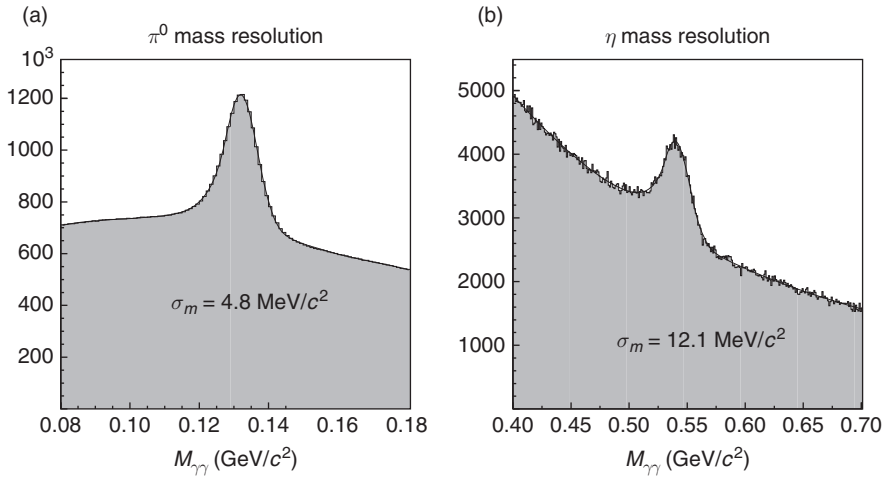 (a)
π⁰ mass resolution
10³
1200
1000
800
600
400
200
σₘ = 4.8 MeV/c²
0.08 0.10 0.12 0.14 0.16 0.18
M_γγ (GeV/c²)
(b)
η mass resolution
5000
4000
3000
2000
1000
σₘ = 12.1 MeV/c²
0.40 0.45 0.50 0.55 0.60 0.65 0.70
M_γγ (GeV/c²)